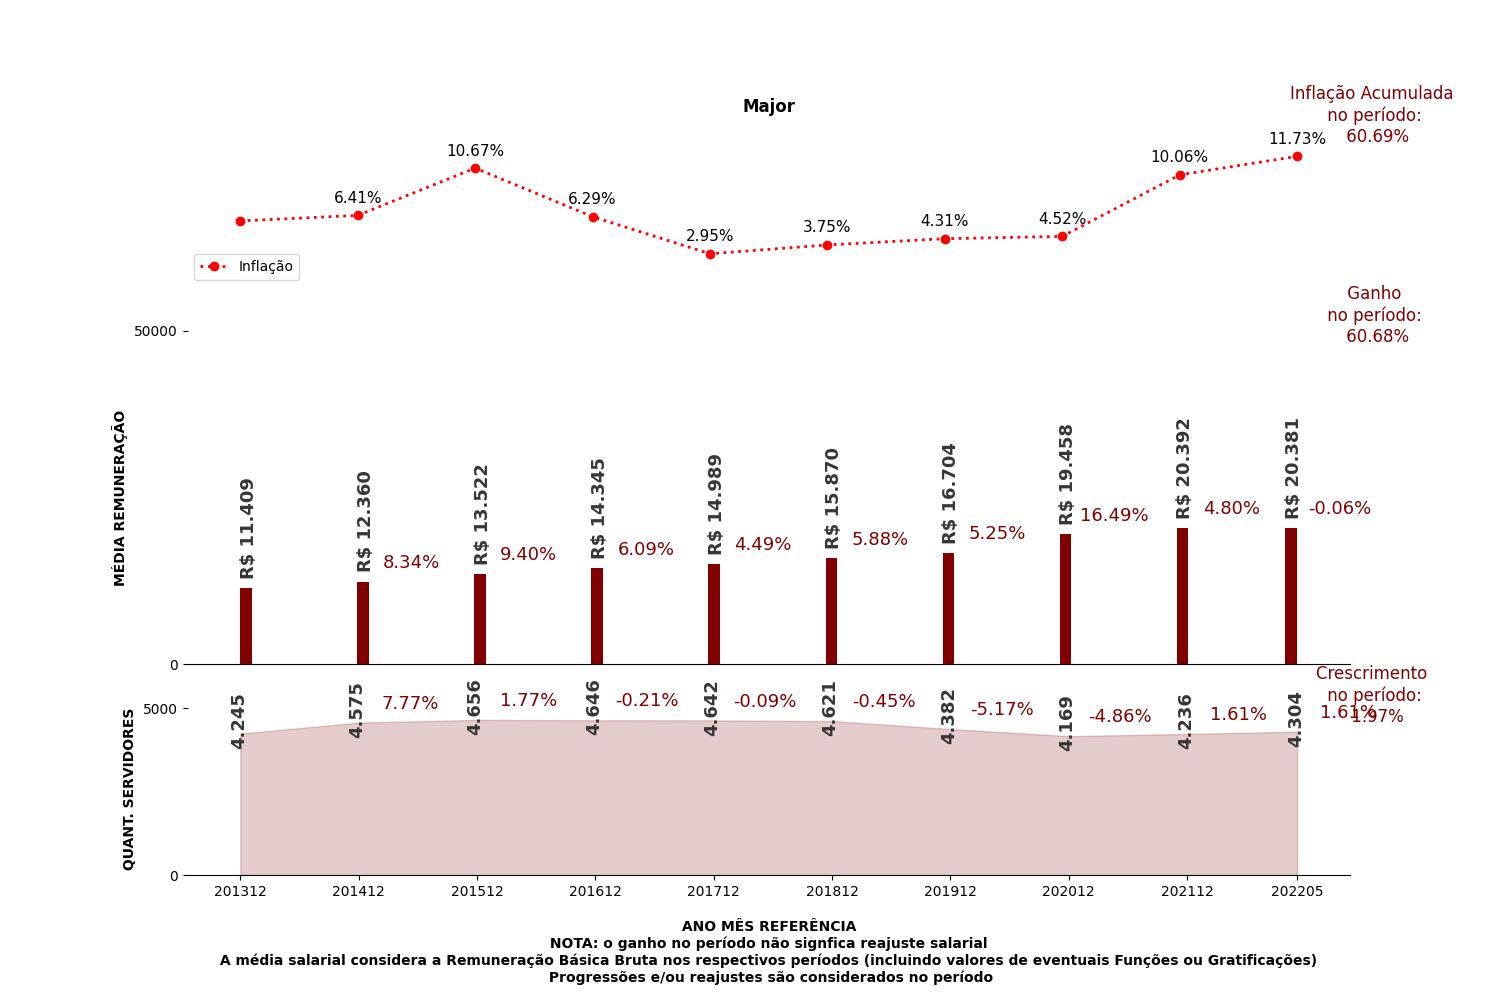 Major
Inflação Acumulada
no período:
60.69%
6.41%
10.67%
6.29%
2.95%
3.75%
4.31%
4.52%
10.06%
11.73%
Inflação
Ganho
no período:
60.68%
50000
0
MÉDIA REMUNERAÇÃO
R$ 11.409
R$ 12.360
R$ 13.522
R$ 14.345
R$ 14.989
R$ 15.870
R$ 16.704
R$ 19.458
R$ 20.392
R$ 20.381
8.34%
9.40%
6.09%
4.49%
5.88%
5.25%
16.49%
4.80%
-0.06%
Crescrimento
no período:
1.97%
5000
0
QUANT. SERVIDORES
4.245
4.575
4.656
4.646
4.642
4.621
4.382
4.169
4.236
4.304
7.77%
1.77%
-0.21%
-0.09%
-0.45%
-5.17%
-4.86%
1.61%
1.61%
201312
201412
201512
201612
201712
201812
201912
202012
202112
202205
ANO MÊS REFERÊNCIA
NOTA: o ganho no período não signfica reajuste salarial
A média salarial considera a Remuneração Básica Bruta nos respectivos períodos (incluindo valores de eventuais Funções ou Gratificações)
Progressões e/ou reajustes são considerados no período